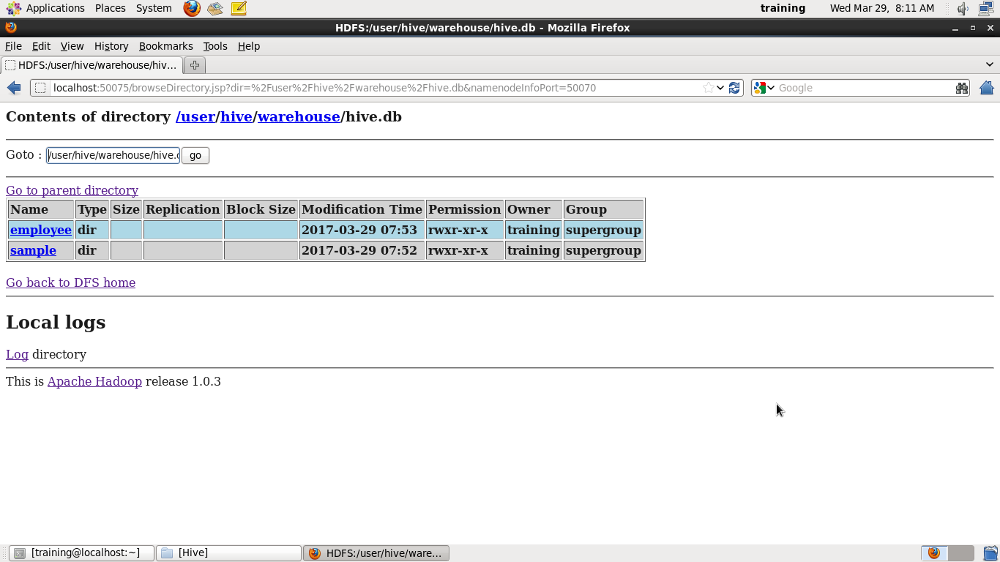 Applications Places System training Wed Mar 29, 8:11 AM
HDFS:/user/hive/warehouse/hive.db - Mozilla Firefox
File Edit View History Bookmarks Tools Help
HDFS:/user/hive/warehouse/hiv...
localhost:50075/browseDirectory.jsp?dir=%2Fuser%2Fhive%2Fwarehouse%2Fhive.db&namenodeInfoPort=50070 Google
Contents of directory /user/hive/warehouse/hive.db
Goto : /user/hive/warehouse/hive. go
Go to parent directory
Name Type Size Replication Block Size Modification Time Permission Owner Group
employee dir 2017-03-29 07:53 rwxr-xr-x training supergroup
sample dir 2017-03-29 07:52 rwxr-xr-x training supergroup
Go back to DFS home
Local logs
Log directory
This is Apache Hadoop release 1.0.3
[training@localhost:~] [Hive] HDFS:/user/hive/ware...